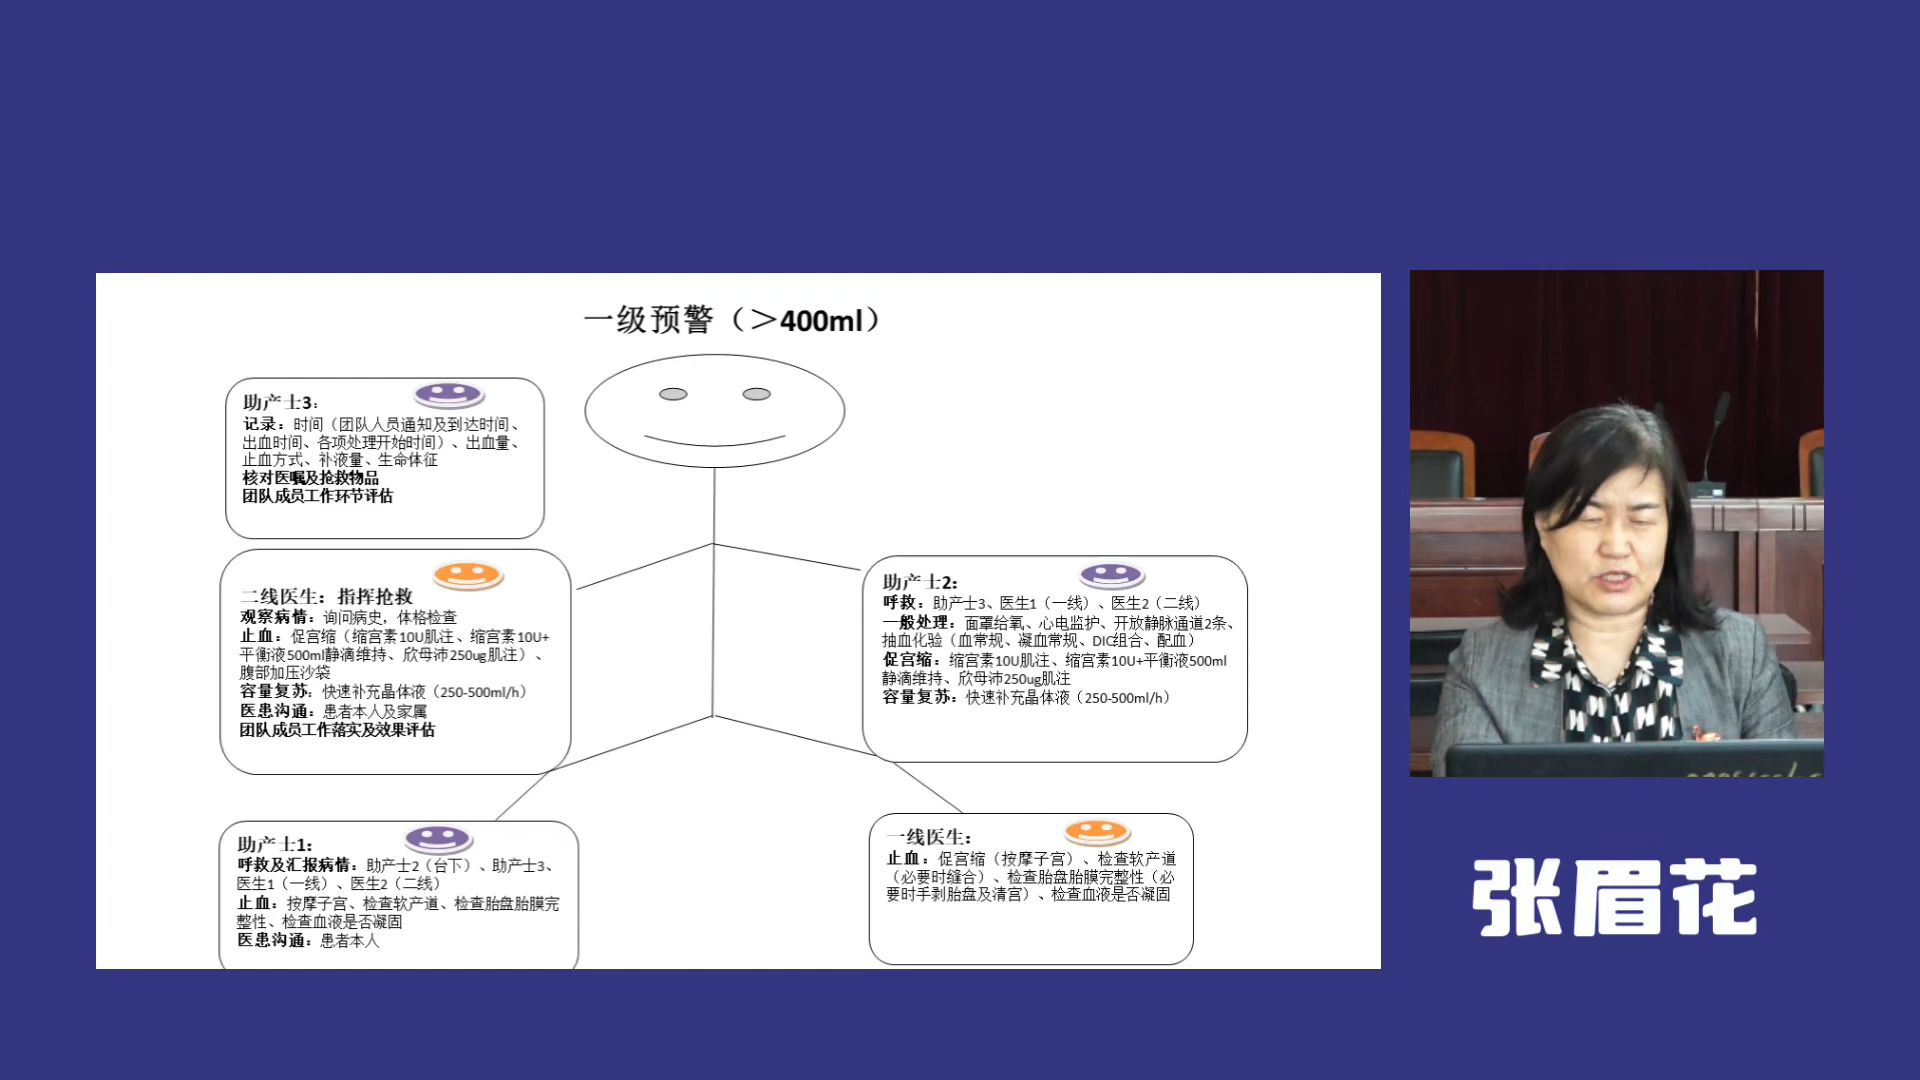 一级预警（＞400ml）
助产士3：
记录：时间（团队人员通知及到达时间、
出血时间、各项处理开始时间）、出血量、
止血方式、补液量、生命体征
核对医嘱及抢救物品
团队成员工作环节评估
二线医生：指挥抢救
观察病情：询问病史，体格检查
止血：促宫缩（缩宫素10U肌注、缩宫素10U+
平衡液500ml静滴维持、欣母沛250ug肌注）、
腹部加压沙袋
容量复苏：快速补充晶体液（250-500ml/h）
医患沟通：患者本人及家属
团队成员工作落实及效果评估
助产士2：
呼救：助产士3、医生1（一线）、医生2（二线）
一般处理：面罩给氧、心电监护、开放静脉通道2条、
抽血化验（血常规、凝血常规、DIC组合、配血）
促宫缩：缩宫素10U肌注、缩宫素10U+平衡液500ml
静滴维持、欣母沛250ug肌注
容量复苏：快速补充晶体液（250-500ml/h）
助产士1：
呼救及汇报病情：助产士2（台下）、助产士3、
医生1（一线）、医生2（二线）
止血：按摩子宫、检查软产道、检查胎盘胎膜完
整性、检查血液是否凝固
医患沟通：患者本人
一线医生：
止血：促宫缩（按摩子宫）、检查软产道
（必要时缝合）、检查胎盘胎膜完整性（必
要时手剥胎盘及清宫）、检查血液是否凝固
张眉花